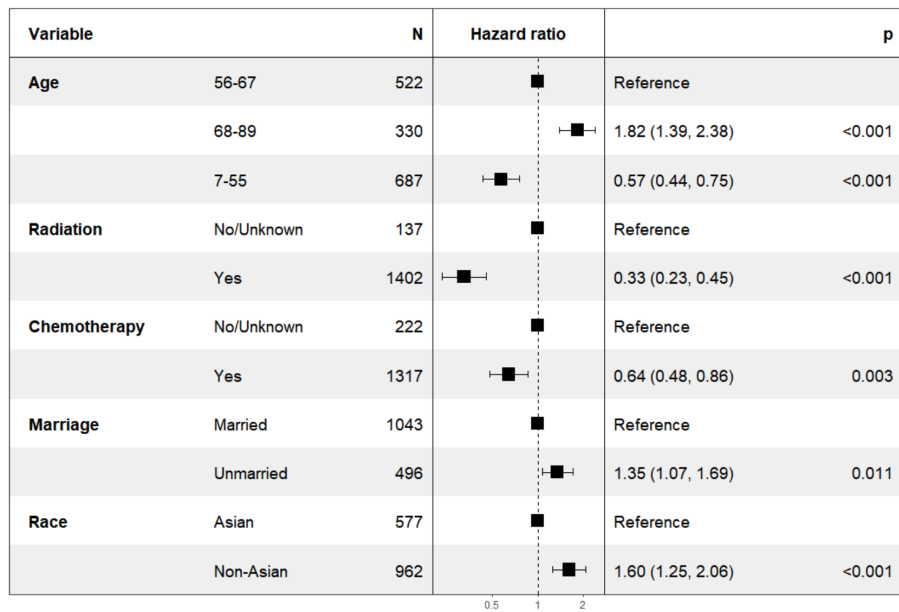 Variable N Hazard ratio p
Age 56-67 522 Reference
68-89 330 1.82 (1.39, 2.38) <0.001
7-55 687 0.57 (0.44, 0.75) <0.001
Radiation No/Unknown 137 Reference
Yes 1402 0.33 (0.23, 0.45) <0.001
Chemotherapy No/Unknown 222 Reference
Yes 1317 0.64 (0.48, 0.86) 0.003
Marriage Married 1043 Reference
Unmarried 496 1.35 (1.07, 1.69) 0.011
Race Asian 577 Reference
Non-Asian 962 1.60 (1.25, 2.06) <0.001
0.5 1 2